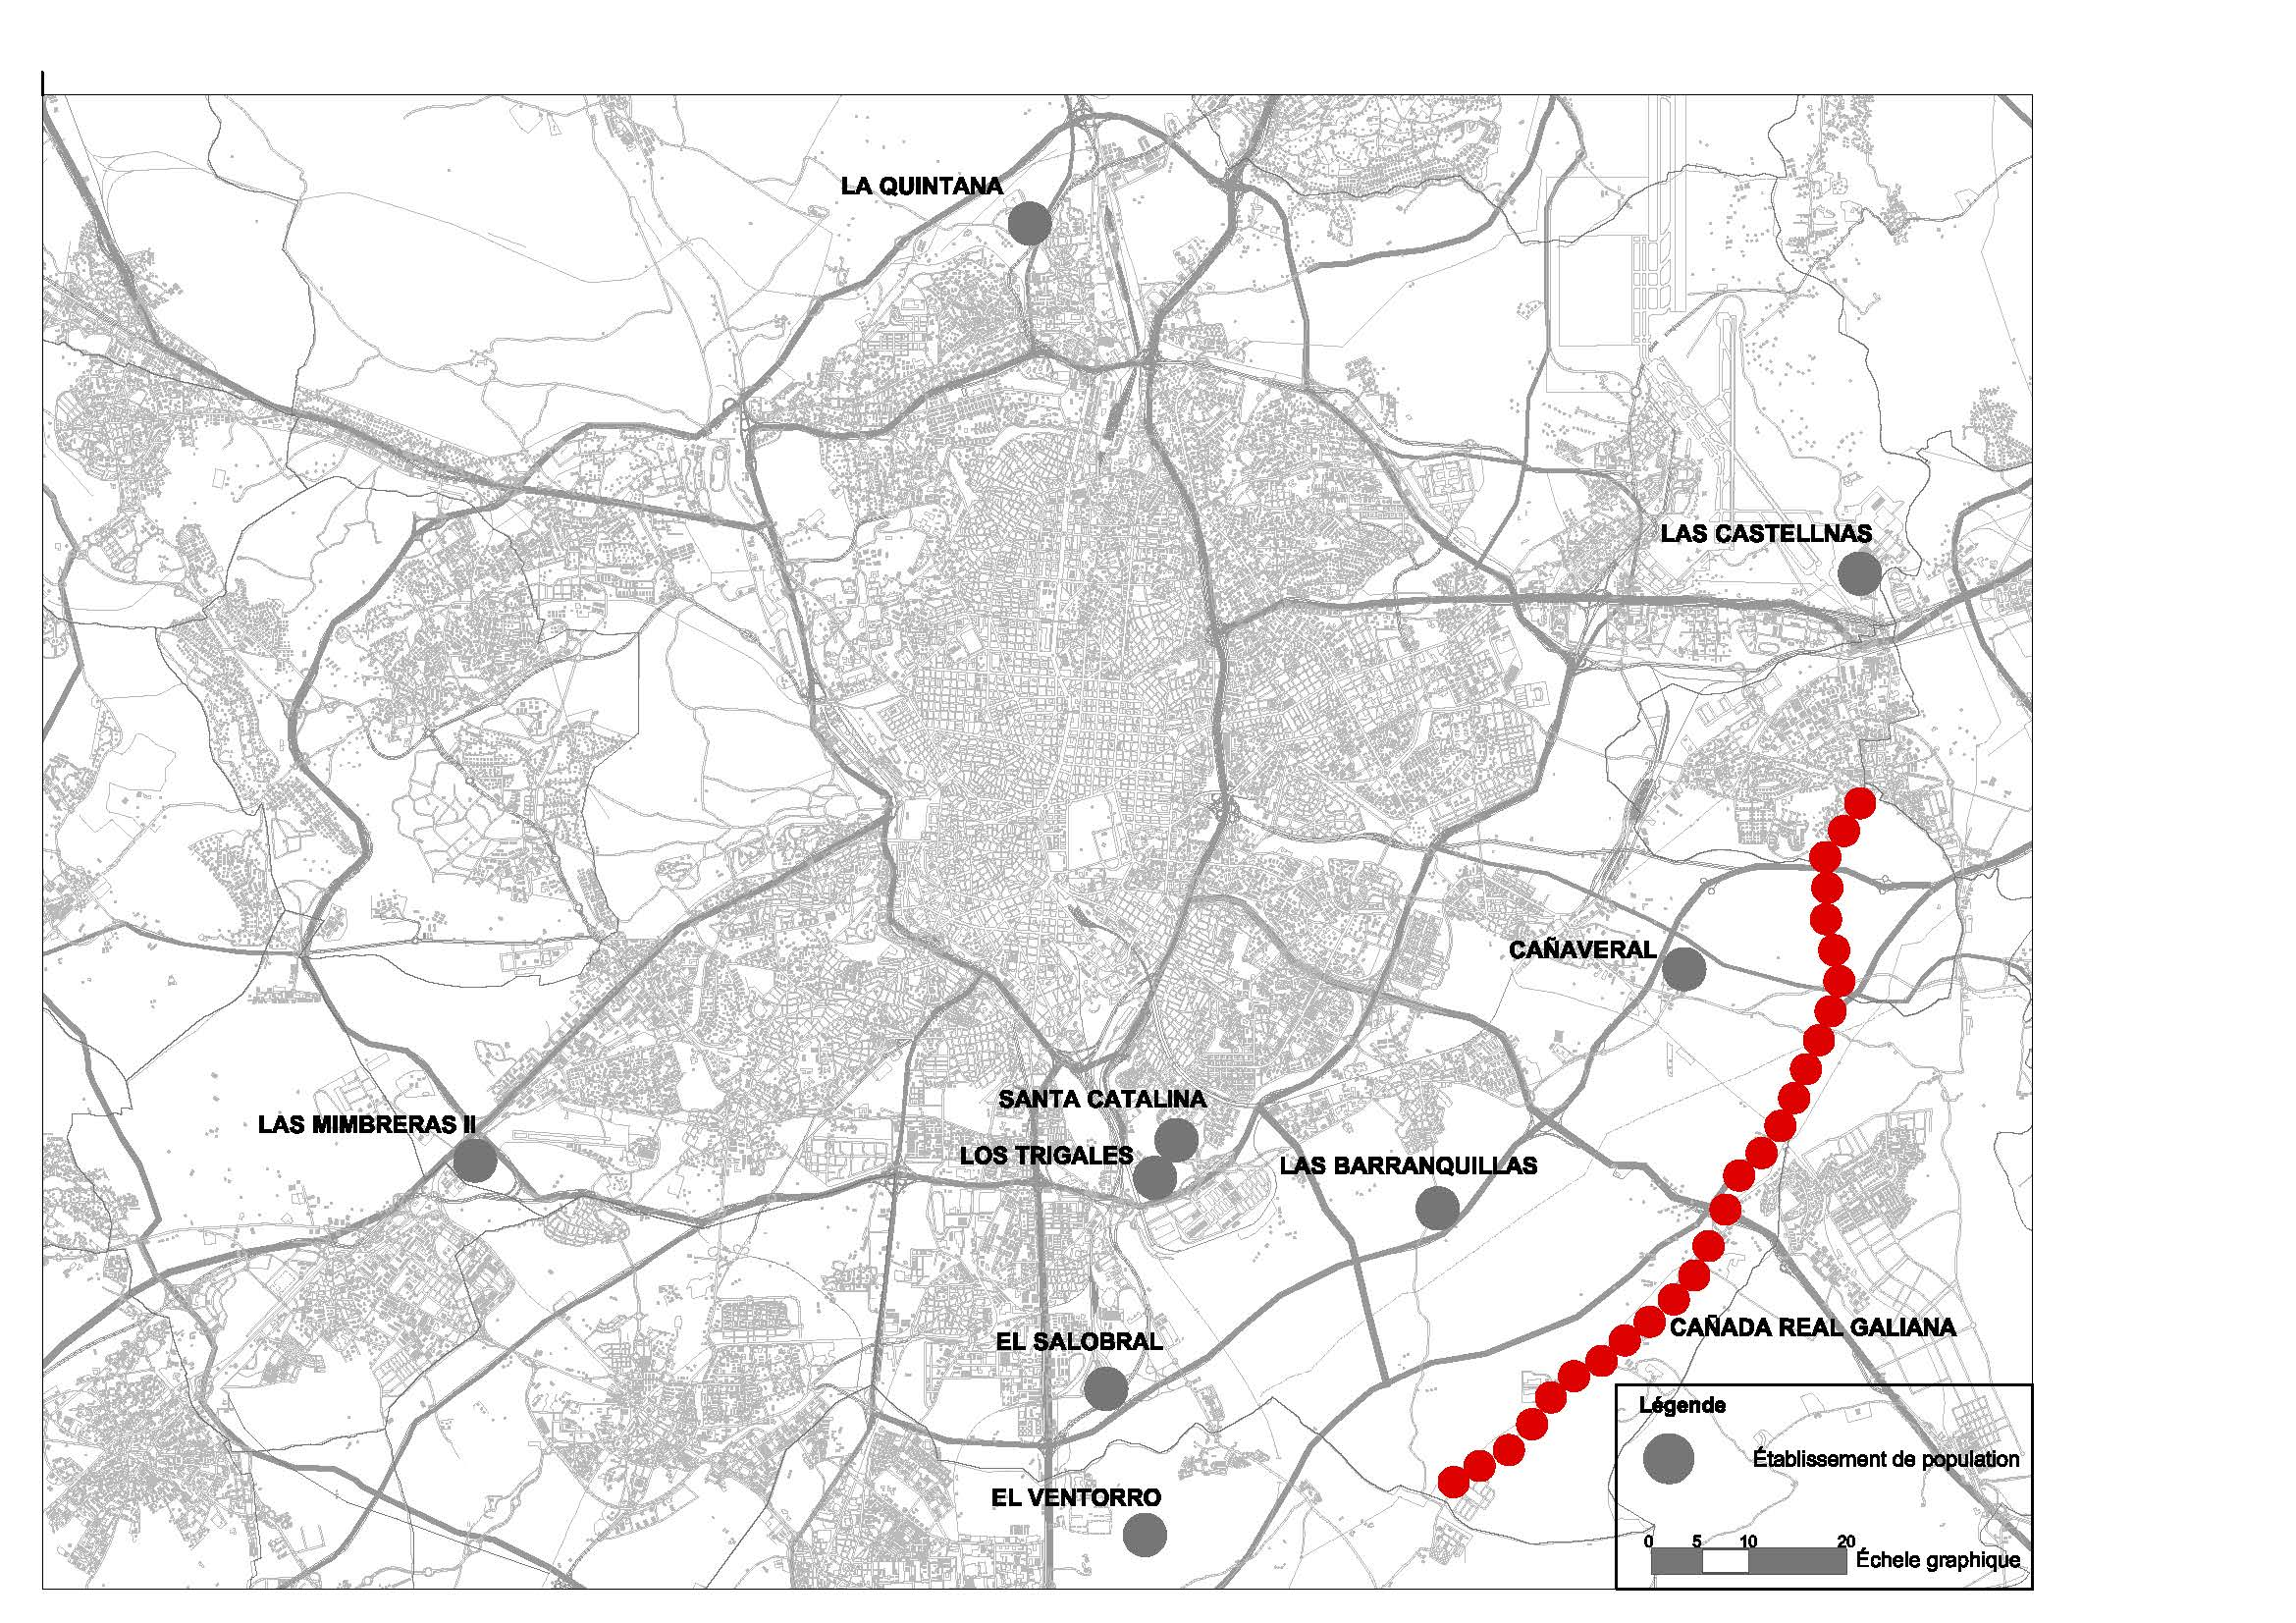 LA QUINTANA
LAS CASTELLNAS
CAÑAVERAL
SANTA CATALINA
LAS MIMBRERAS II
LOS TRIGALES
LAS BARRANQUILLAS
CAÑADA REAL GALIANA
EL SALOBRAL
EL VENTORRO
Légende
Établissement de population
0 5 10 20
Échele graphique